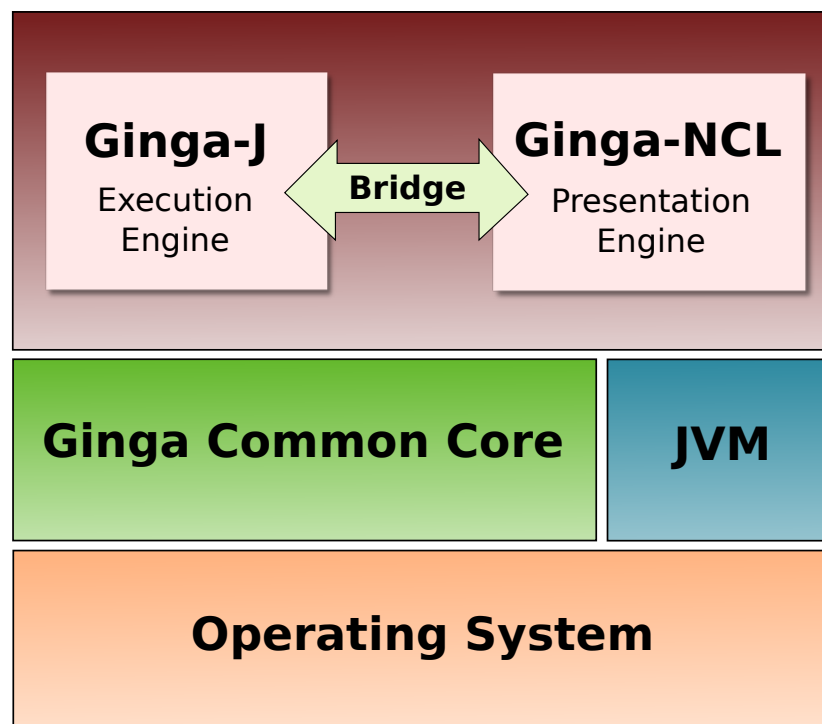 Ginga-J
Execution
Engine
Bridge
Ginga-NCL
Presentation
Engine
Ginga Common Core
JVM
Operating System